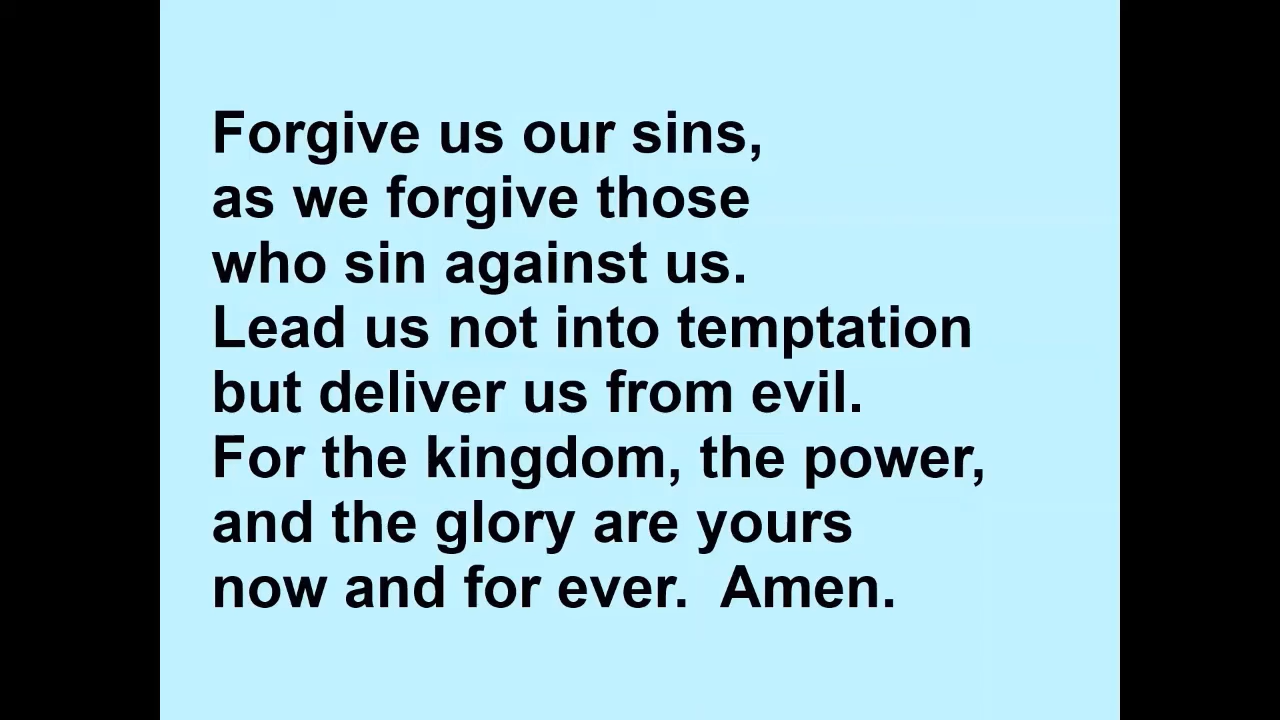 Forgive us our sins,
as we forgive those
who sin against us.
Lead us not into temptation
but deliver us from evil.
For the kingdom, the power,
and the glory are yours
now and for ever.  Amen.